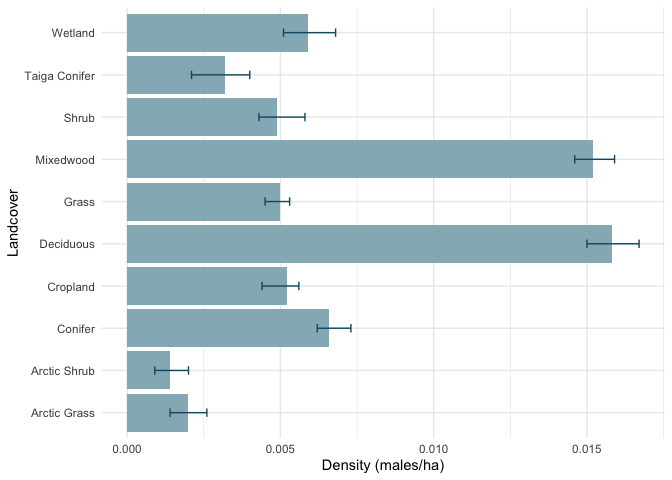 Wetland
Taiga Conifer
Shrub
Mixedwood
Grass
Deciduous
Cropland
Conifer
Arctic Shrub
Arctic Grass
Landcover
0.000 0.005 0.010 0.015
Density (males/ha)